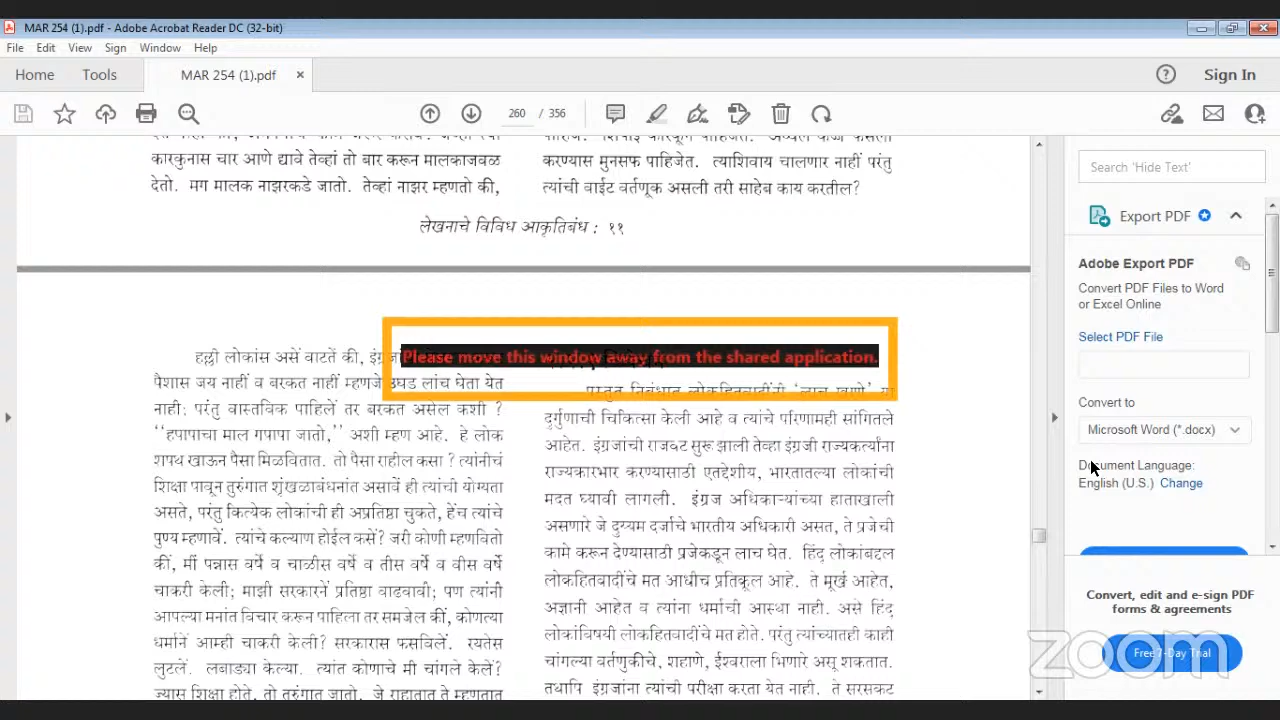 MAR 254 (1).pdf - Adobe Acrobat Reader DC (32-bit)
File Edit View Sign Window Help
Home Tools MAR 254 (1).pdf × Sign In
260 / 356
कारकुनास चार आणे द्यावे तेव्हां तो बार करून मालकाजवळ
देतो. मग मालक नाझरकडे जातो. तेव्हां नाझर म्हणतो की,
करण्यास मुनसफ पाहिजेत. त्याशिवाय चालणार नाहीं परंतु
त्यांची वाईट वर्तणूक असली तरी साहेब काय करतील?
लेखनाचे विविध आकृतिबंध : ११
हल्ली लोकांस असें वाटतें की,
पैशास जय नाहीं व बरकत नाहीं म्हणजे उघड लांच घेता येत
नाही; परंतु वास्तविक पाहिलें तर बरकत असेल कशी ?
“हपापाचा माल गपापा जातो,” अशी म्हण आहे. हे लोक
शपथ खाऊन पैसा मिळवितात. तो पैसा राहील कसा ? त्यांनीचं
शिक्षा पावून तुरुंगात शृंखळाबंधनांत असावें ही त्यांची योग्यता
असते, परंतु कित्येक लोकांची ही अप्रतिष्ठा चुकते, हेंच त्यांचे
पुण्य म्हणावें. त्यांचे कल्याण होईल कसें? जरी कोणी म्हणवितो
कीं, मीं पन्नास वर्षे व चाळीस वर्षे व तीस वर्षे व वीस वर्षे
चाकरी केली; माझी सरकारनें प्रतिष्ठा वाढवावी; पण त्यांनी
आपल्या मनांत विचार करून पाहिला तर समजेल कीं, कोणत्या
धर्मानें आम्ही चाकरी केली? सरकारास फसविलें. रयतेस
लुटलें. लबाड्या केल्या. त्यांत कोणाचे मी चांगले केलें?
Please move this window away from the shared application.
प्रस्तुत निबंधात लोकहितवादींनी ‘लाच खाणे’ या
दुर्गुणाची चिकित्सा केली आहे व त्यांचे परिणामही सांगितले
आहेत. इंग्रजांची राजवट सुरू झाली तेव्हा इंग्रजी राज्यकर्त्यांना
राज्यकारभार करण्यासाठी एतद्देशीय, भारतातल्या लोकांची
मदत घ्यावी लागली. इंग्रज अधिकाऱ्यांच्या हाताखाली
असणारे जे दुय्यम दर्जाचे भारतीय अधिकारी असत, ते प्रजेची
कामे करून देण्यासाठी प्रजेकडून लाच घेत. हिंदू लोकांबद्दल
लोकहितवादींचे मत आधीच प्रतिकूल आहे. ते मूर्ख आहेत,
अज्ञानी आहेत व त्यांना धर्माची आस्था नाही. असे हिंदू
लोकांविषयी लोकहितवादींचे मत होते. परंतु त्यांच्यातही काही
चांगल्या वर्तणुकीचे, शहाणे, ईश्वराला भिणारे असू शकतात.
तथापि इंग्रजांना त्यांची परीक्षा करता येत नाही. ते सरसकट
Search 'Hide Text'
Export PDF
Adobe Export PDF
Convert PDF Files to Word
or Excel Online
Select PDF File
Convert to
Microsoft Word (*.docx)
Document Language:
English (U.S.) Change
Convert, edit and e-sign PDF
forms & agreements
Free 7-Day Trial
zoom